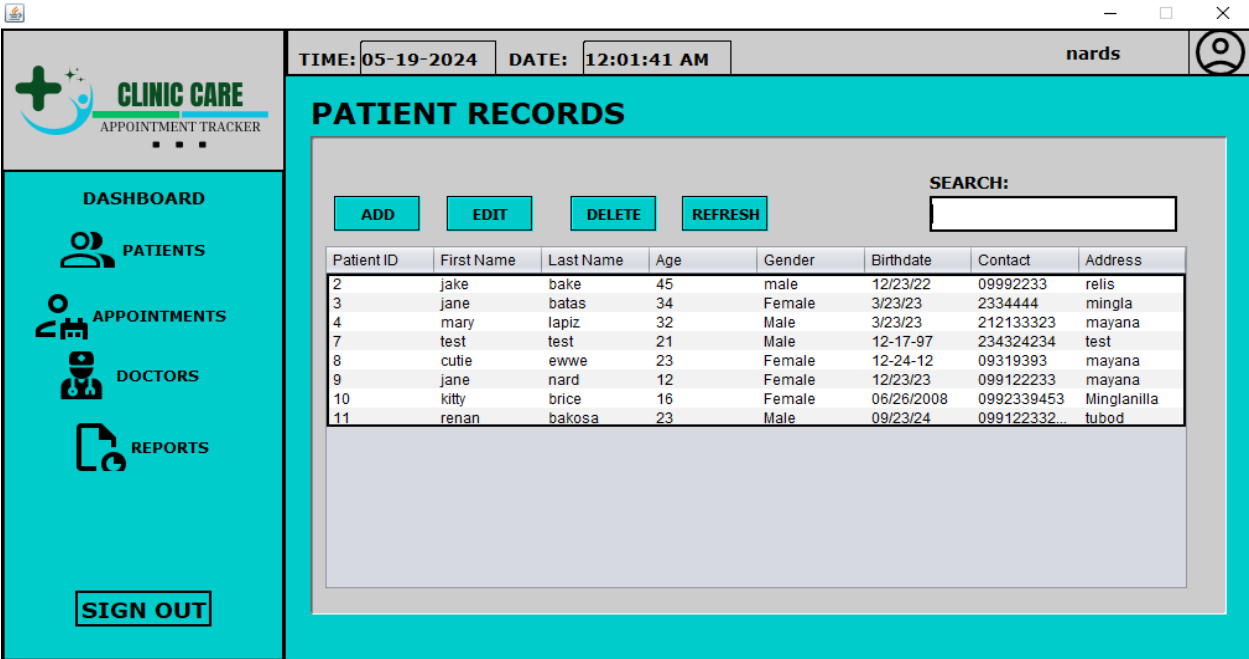 CLINIC CARE
APPOINTMENT TRACKER
TIME: 05-19-2024 DATE: 12:01:41 AM nards
DASHBOARD
PATIENTS
APPOINTMENTS
DOCTORS
REPORTS
SIGN OUT
PATIENT RECORDS
SEARCH:
ADD EDIT DELETE REFRESH
Patient ID First Name Last Name Age Gender Birthdate Contact Address
2 jake bake 45 male 12/23/22 09992233 relis
3 jane batas 34 Female 3/23/23 2334444 mingla
4 mary lapiz 32 Male 3/23/23 212133323 mayana
7 test test 21 Male 12-17-97 234324234 test
8 cutie ewwe 23 Female 12-24-12 09319393 mayana
9 jane nard 12 Female 12/23/23 099122233 mayana
10 kitty brice 16 Female 06/26/2008 0992339453 Minglanilla
11 renan bakosa 23 Male 09/23/24 099122332... tubod